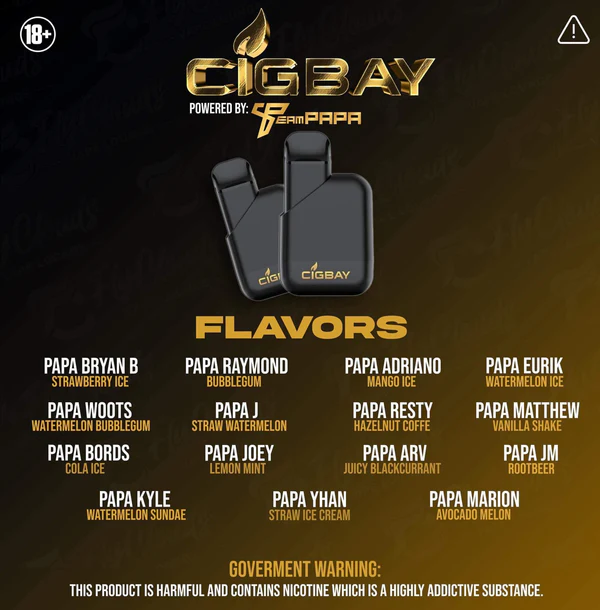 18+
CIGBAY
POWERED BY: TEAMPAPA
CIGBAY
FLAVORS
PAPA BRYAN B PAPA RAYMOND PAPA ADRIANO PAPA EURIK
STRAWBERRY ICE BUBBLEGUM MANGO ICE WATERMELON ICE
PAPA WOOTS PAPA J PAPA RESTY PAPA MATTHEW
WATERMELON BUBBLEGUM STRAW WATERMELON HAZELNUT COFFE VANILLA SHAKE
PAPA BORDS PAPA JOEY PAPA ARV PAPA JM
COLA ICE LEMON MINT JUICY BLACKCURRANT ROOTBEER
PAPA KYLE PAPA YHAN PAPA MARION
WATERMELON SUNDAE STRAW ICE CREAM AVOCADO MELON
GOVERMENT WARNING:
THIS PRODUCT IS HARMFUL AND CONTAINS NICOTINE WHICH IS A HIGHLY ADDICTIVE SUBSTANCE.